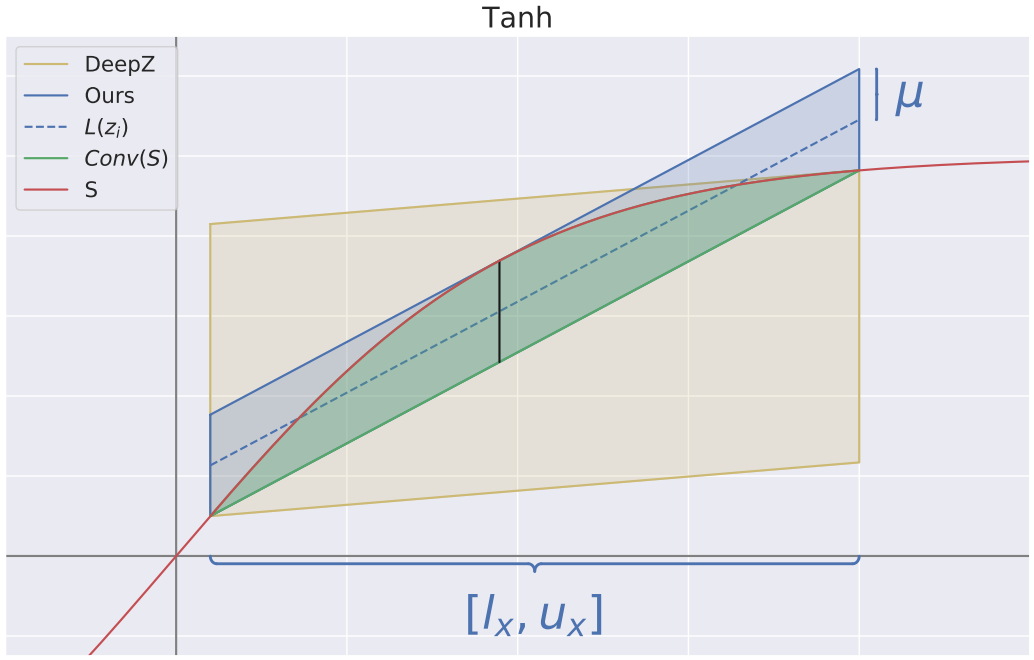 Tanh
DeepZ
Ours
L(z_i)
Conv(S)
S
μ
[l_x, u_x]